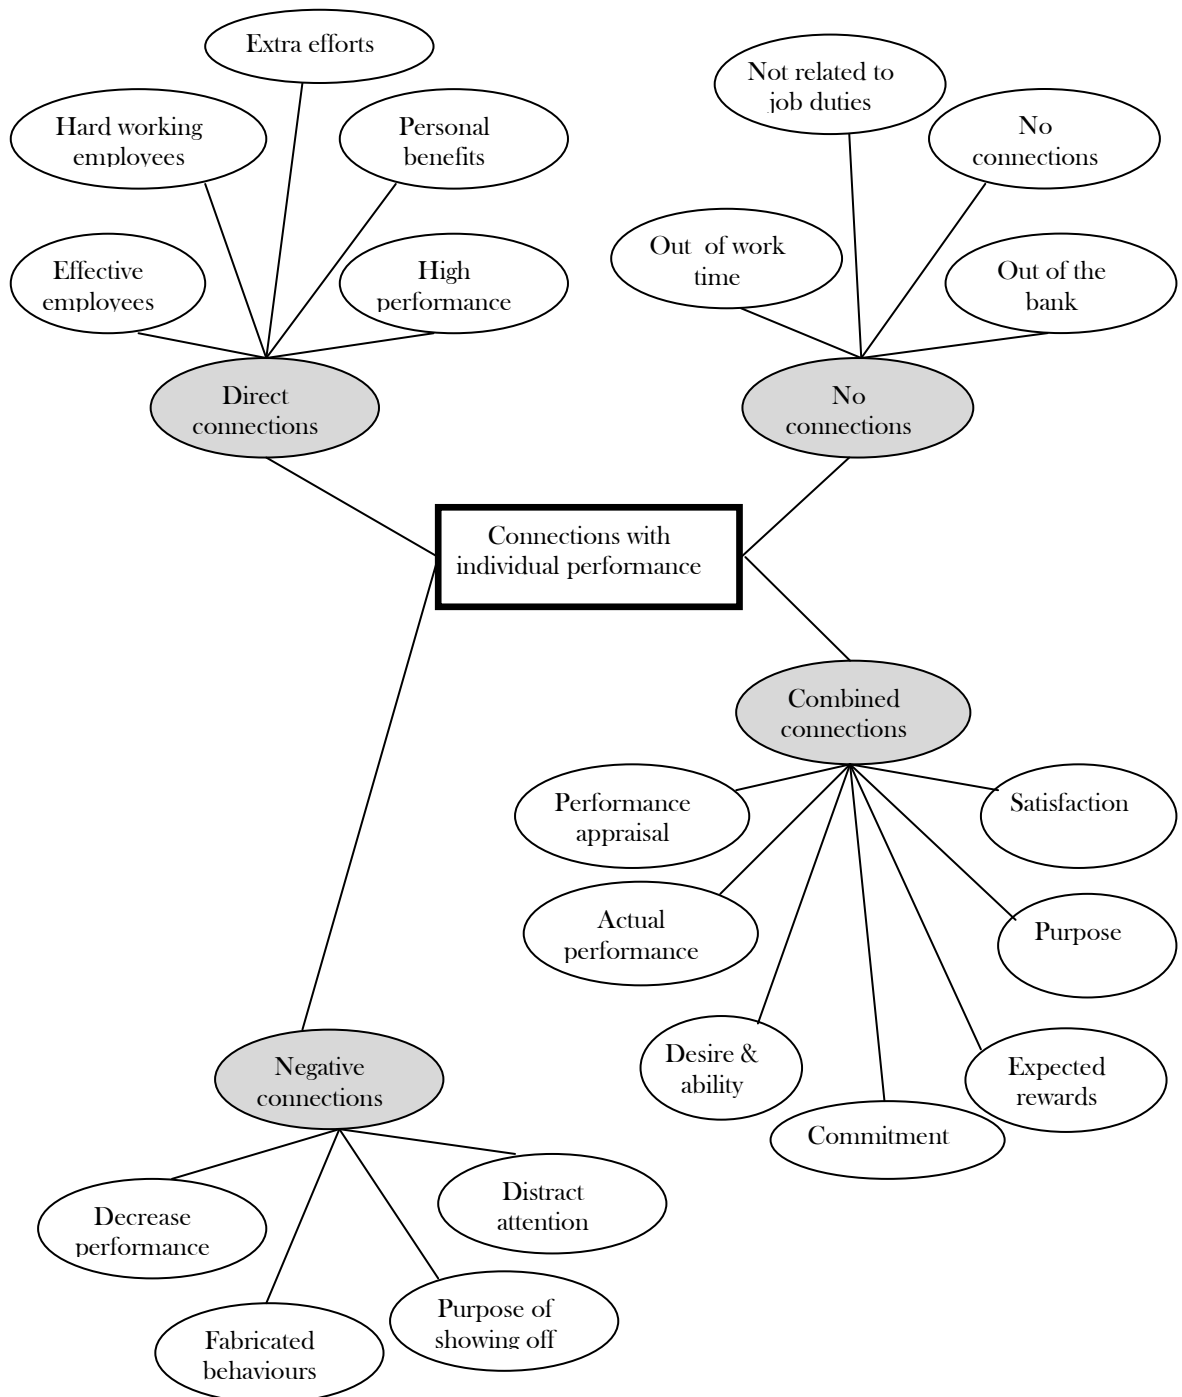 Extra efforts
Hard working
employees
Personal
benefits
Effective
employees
High
performance
Direct
connections
Not related to
job duties
No
connections
Out of work
time
Out of the
bank
No
connections
Connections with
individual performance
Combined
connections
Performance
appraisal
Satisfaction
Actual
performance
Purpose
Desire &
ability
Expected
rewards
Commitment
Negative
connections
Decrease
performance
Distract
attention
Fabricated
behaviours
Purpose of
showing off